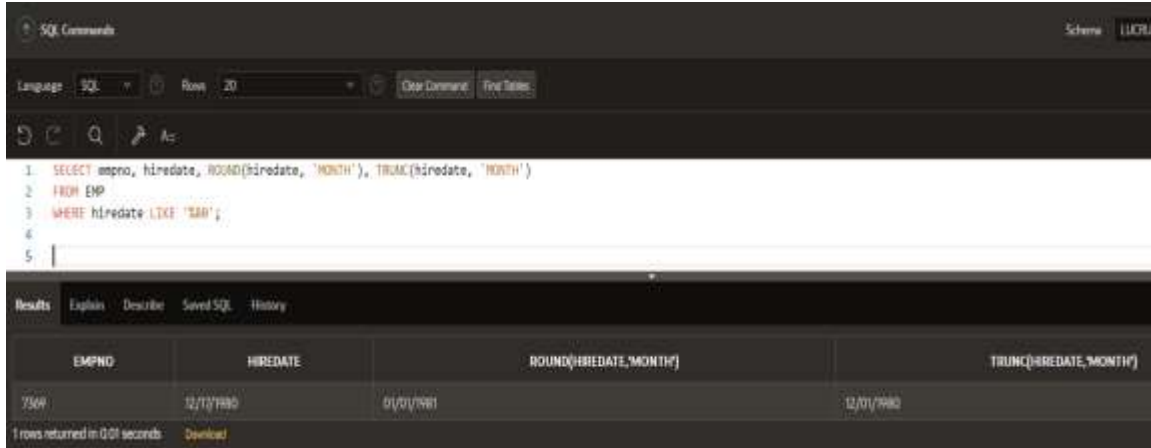 SQL Commands
Schema
Language SQL Rows 20 Clear Command Find Tables
1 SELECT empno, hiredate, ROUND(hiredate, 'MONTH'), TRUNC(hiredate, 'MONTH')
2 FROM EMP
3 WHERE hiredate LIKE '%80';
4
5
Results Explain Describe Saved SQL History
EMPNO HIREDATE ROUND(HIREDATE,'MONTH') TRUNC(HIREDATE,'MONTH')
7369 12/17/1980 01/01/1981 12/01/1980
1 rows returned in 0.01 seconds Download